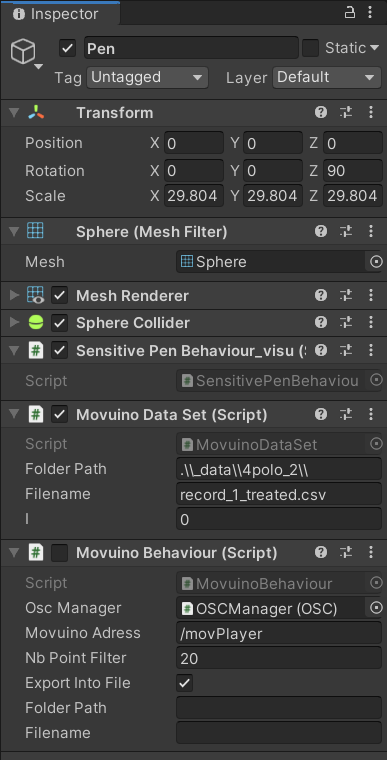 Inspector
Pen
Static
Tag Untagged Layer Default
Transform
Position X 0 Y 0 Z 0
Rotation X 0 Y 0 Z 90
Scale X 29.804 Y 29.804 Z 29.804
Sphere (Mesh Filter)
Mesh Sphere
Mesh Renderer
Sphere Collider
Sensitive Pen Behaviour_visu (
Script SensitivePenBehaviou
Movuino Data Set (Script)
Script MovuinoDataSet
Folder Path .\\_data\\4polo_2\\
Filename record_1_treated.csv
I 0
Movuino Behaviour (Script)
Script MovuinoBehaviour
Osc Manager OSCManager (OSC)
Movuino Adress /movPlayer
Nb Point Filter 20
Export Into File
Folder Path
Filename